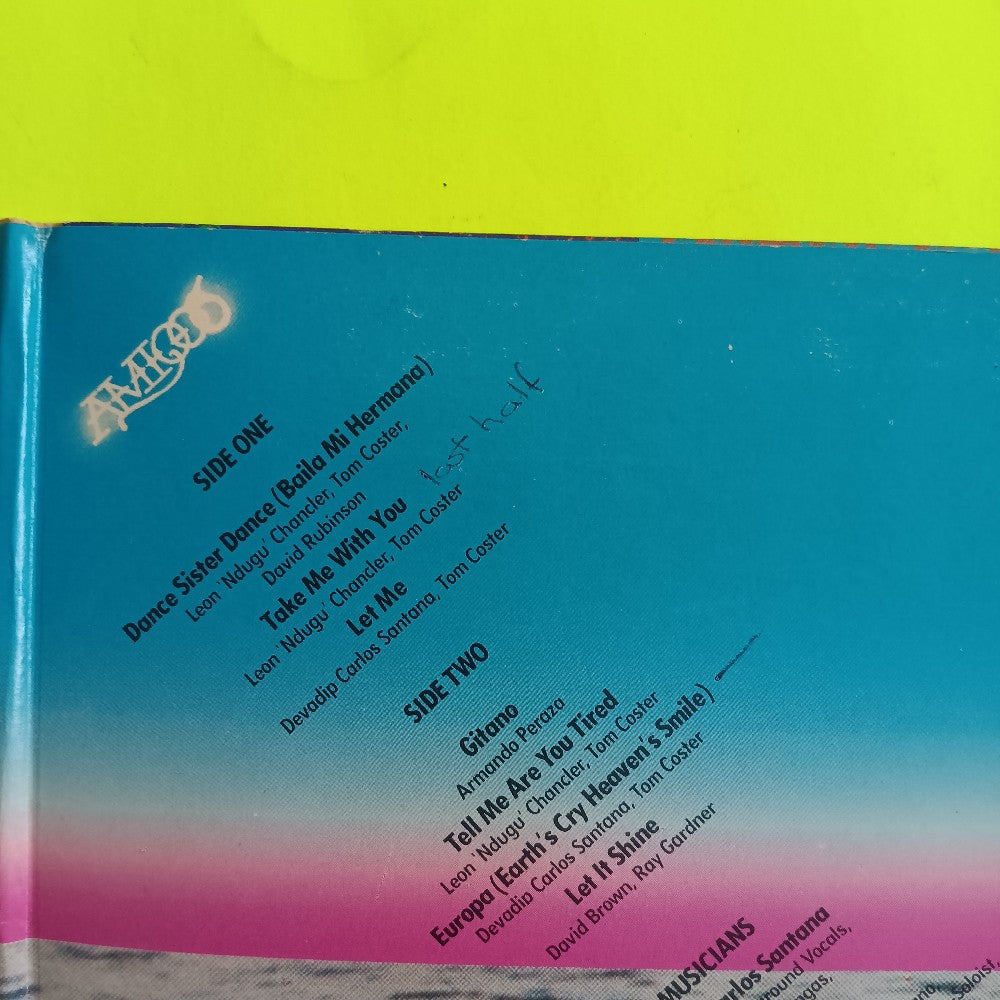 AMIGOS
SIDE ONE
Dance Sister Dance (Baila Mi Hermana)
Leon 'Ndugu' Chancler, Tom Coster,
David Rubinson
Take Me With You last half
Leon 'Ndugu' Chancler, Tom Coster
Let Me
Devadip Carlos Santana, Tom Coster
SIDE TWO
Gitano
Armando Peraza
Tell Me Are You Tired
Leon 'Ndugu' Chancler, Tom Coster
Europa (Earth's Cry Heaven's Smile)
Devadip Carlos Santana, Tom Coster
Let It Shine
David Brown, Ray Gardner
MUSICIANS
Santana
Vocals,
Soloist,